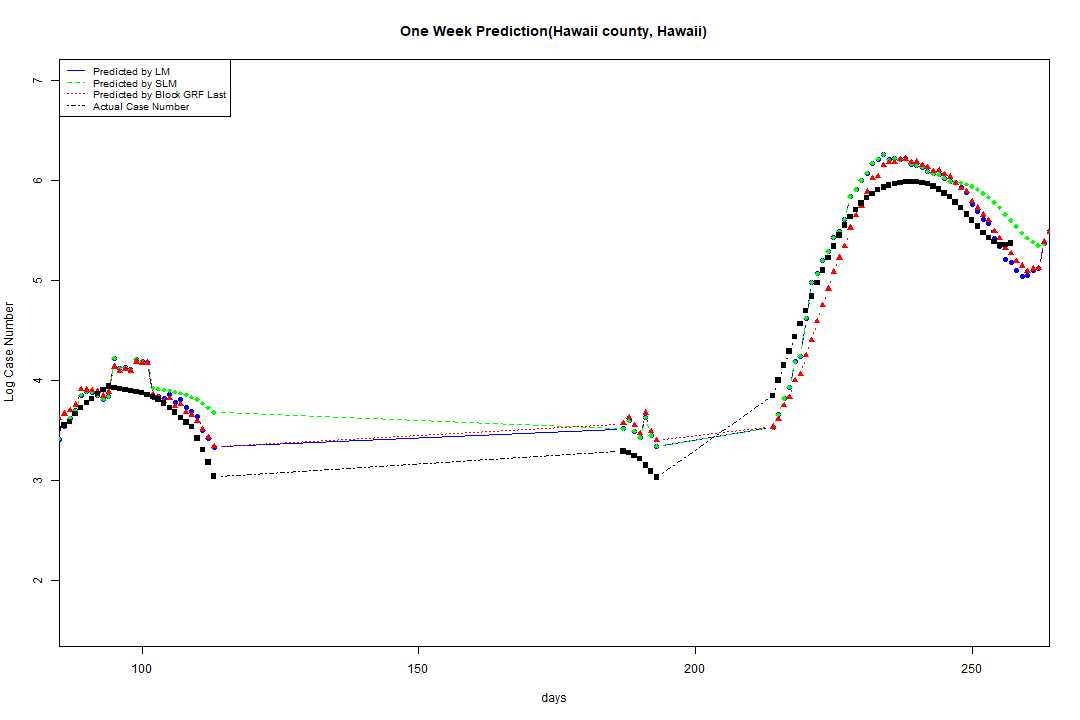 One Week Prediction(Hawaii county, Hawaii)
Predicted by LM
Predicted by SLM
Predicted by Block GRF Last
Actual Case Number
7
6
5
4
3
2
Log Case Number
100 150 200 250
days